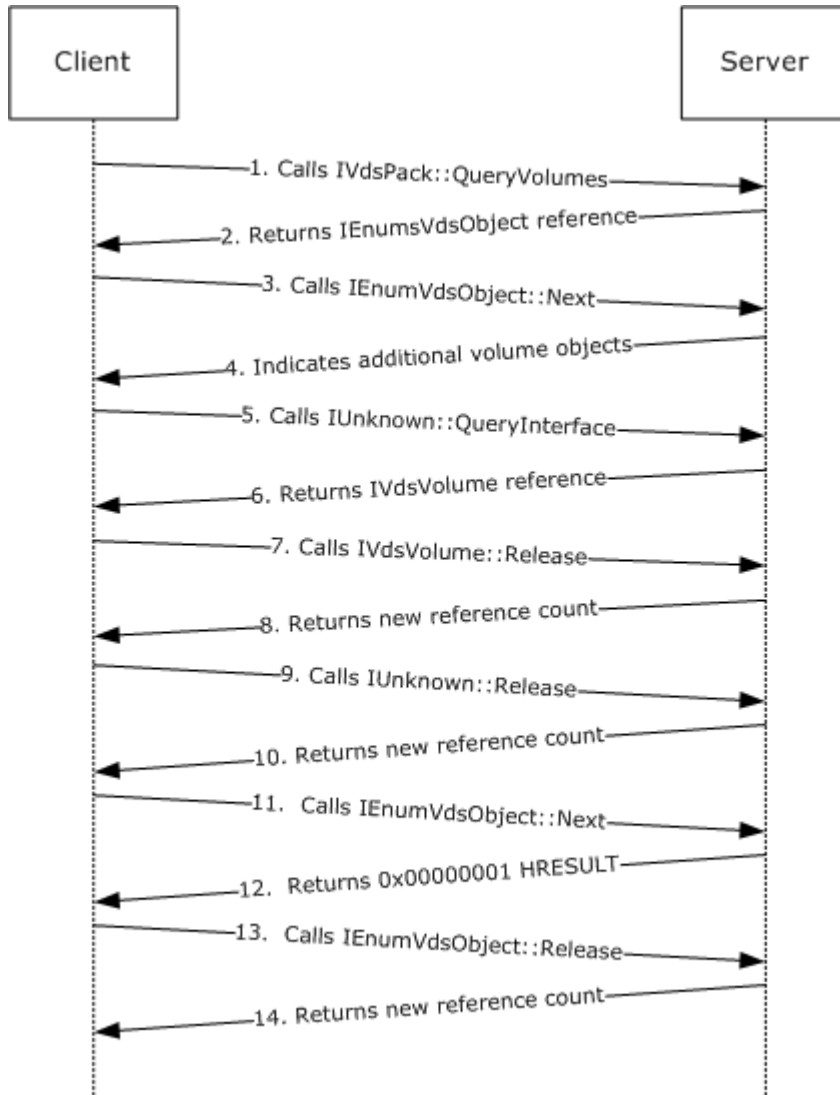 Client
Server
1. Calls IVdsPack::QueryVolumes
2. Returns IEnumsVdsObject reference
3. Calls IEnumVdsObject::Next
4. Indicates additional volume objects
5. Calls IUnknown::QueryInterface
6. Returns IVdsVolume reference
7. Calls IVdsVolume::Release
8. Returns new reference count
9. Calls IUnknown::Release
10. Returns new reference count
11. Calls IEnumVdsObject::Next
12. Returns 0x00000001 HRESULT
13. Calls IEnumVdsObject::Release
14. Returns new reference count